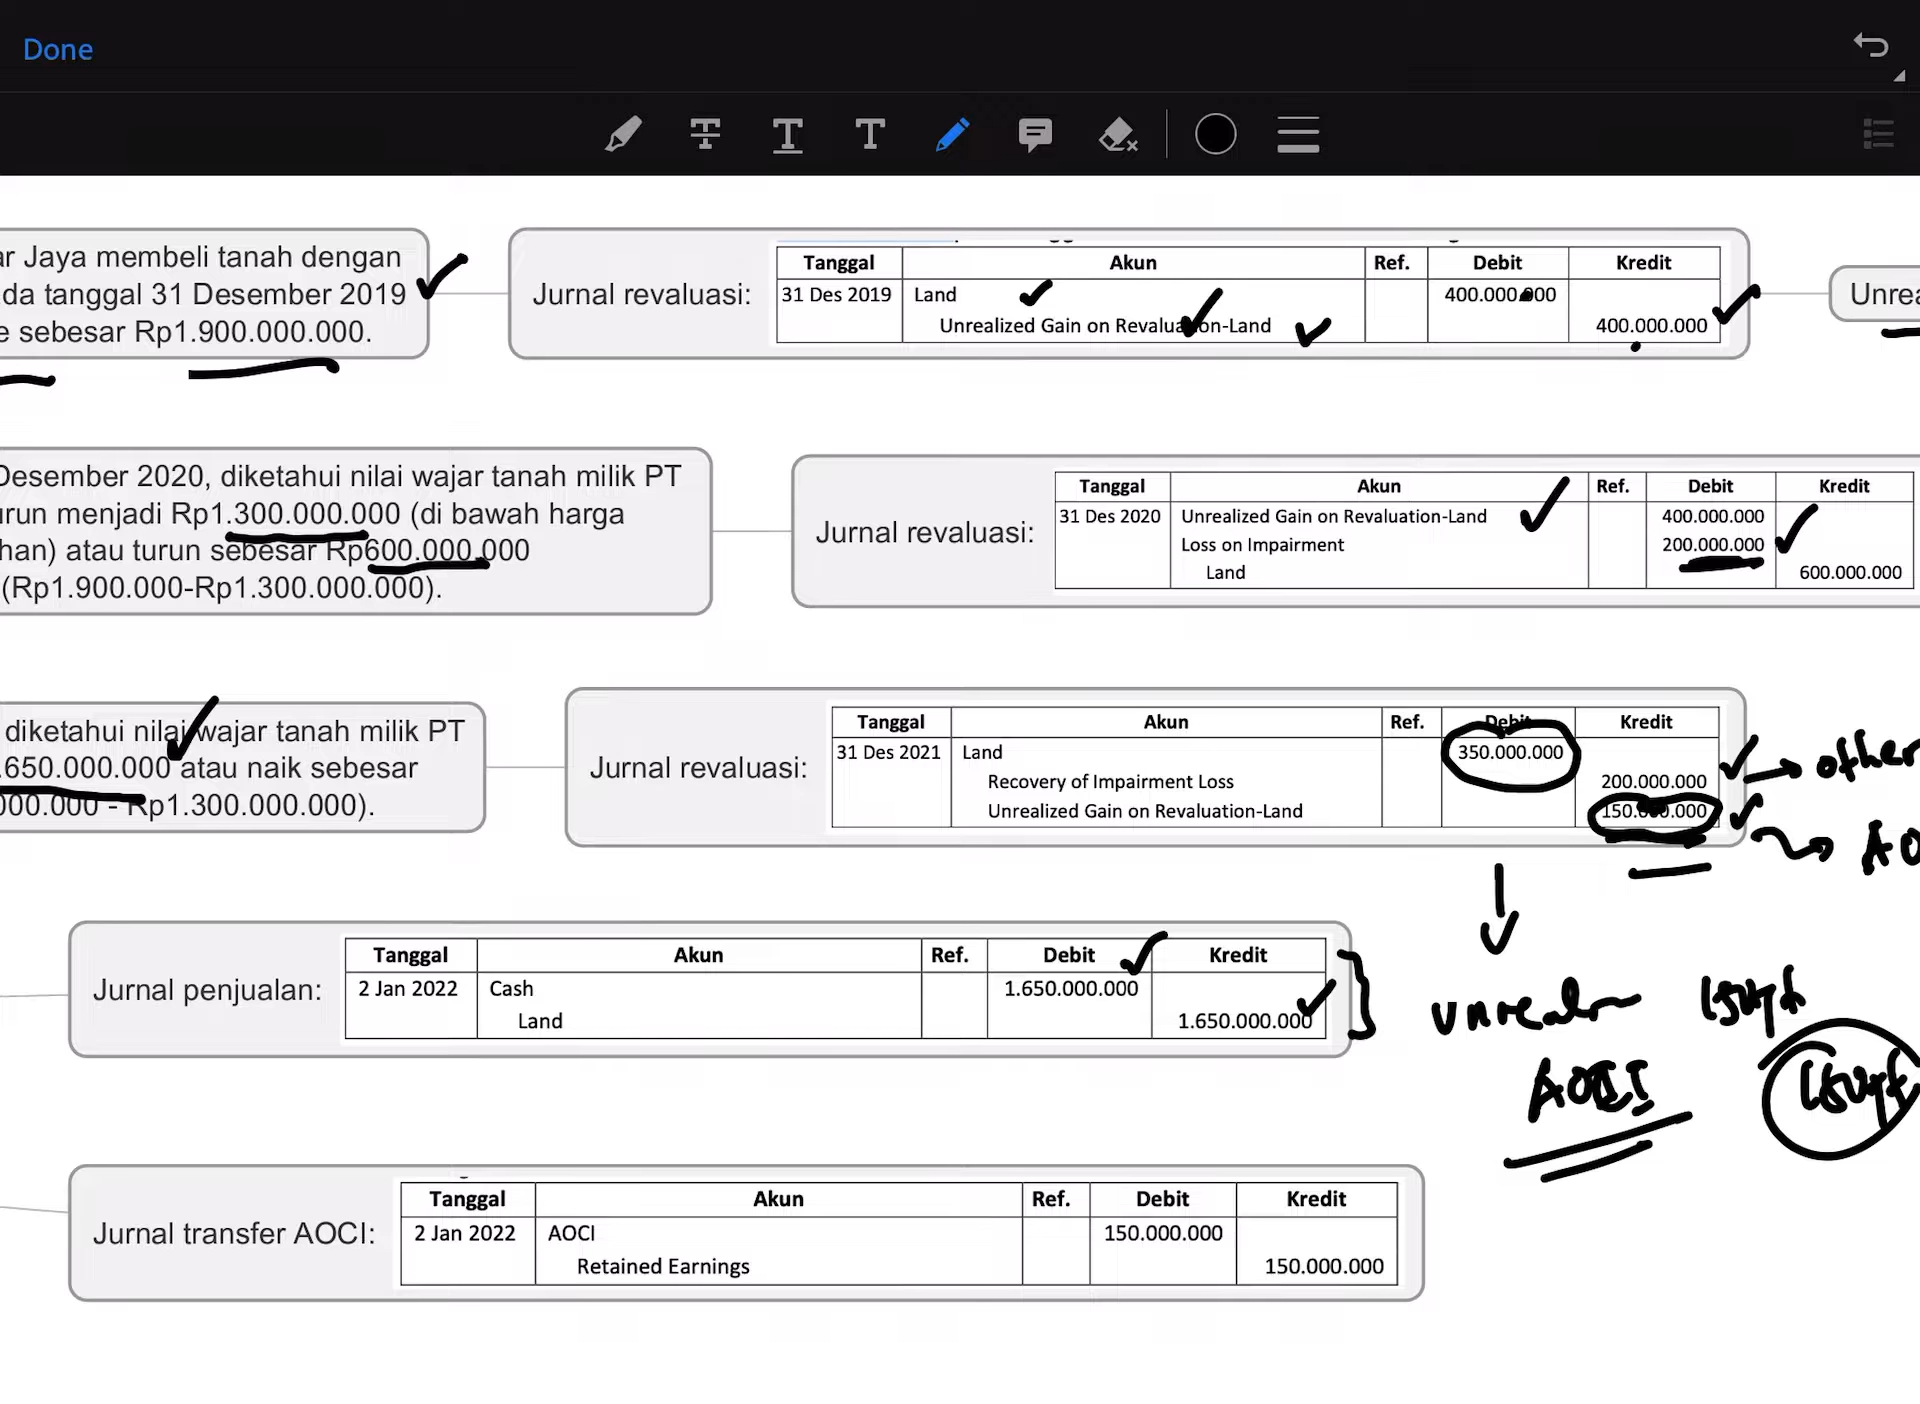 Done
ar Jaya membeli tanah dengan
da tanggal 31 Desember 2019
e sebesar Rp1.900.000.000.
Jurnal revaluasi:
Tanggal Akun Ref. Debit Kredit
31 Des 2019 Land 400.000.000
Unrealized Gain on Revaluation-Land 400.000.000
Unrea
Desember 2020, diketahui nilai wajar tanah milik PT
urun menjadi Rp1.300.000.000 (di bawah harga
han) atau turun sebesar Rp600.000.000
(Rp1.900.000-Rp1.300.000.000).
Jurnal revaluasi:
Tanggal Akun Ref. Debit Kredit
31 Des 2020 Unrealized Gain on Revaluation-Land 400.000.000
Loss on Impairment 200.000.000
Land 600.000.000
diketahui nilai wajar tanah milik PT
.650.000.000 atau naik sebesar
000.000 - Rp1.300.000.000).
Jurnal revaluasi:
Tanggal Akun Ref. Debit Kredit
31 Des 2021 Land 350.000.000
Recovery of Impairment Loss 200.000.000
Unrealized Gain on Revaluation-Land 150.000.000
other
AO
Jurnal penjualan:
Tanggal Akun Ref. Debit Kredit
2 Jan 2022 Cash 1.650.000.000
Land 1.650.000.000
AOCI
Jurnal transfer AOCI:
Tanggal Akun Ref. Debit Kredit
2 Jan 2022 AOCI 150.000.000
Retained Earnings 150.000.000